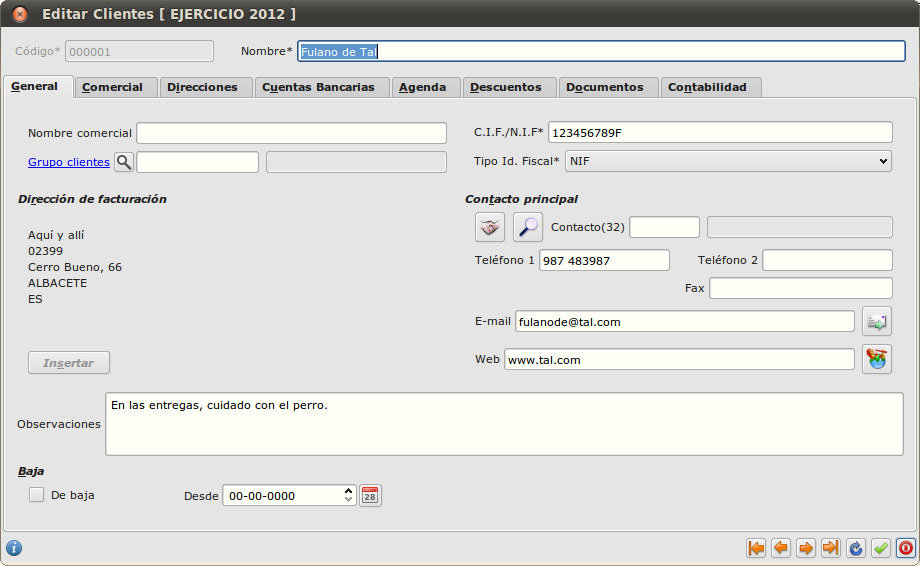 Editar Clientes [ EJERCICIO 2012 ]
Código* 000001 Nombre* Fulano de Tal
General Comercial Direcciones Cuentas Bancarias Agenda Descuentos Documentos Contabilidad
Nombre comercial C.I.F./N.I.F* 123456789F
Grupo clientes Tipo Id. Fiscal* NIF
Dirección de facturación Contacto principal
Aquí y allí Contacto(32)
02399
Cerro Bueno, 66 Teléfono 1 987 483987 Teléfono 2
ALBACETE Fax
ES
E-mail fulanode@tal.com
Insertar Web www.tal.com
Observaciones En las entregas, cuidado con el perro.
Baja
De baja Desde 00-00-0000 28